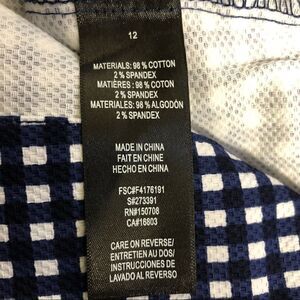 12
MATERIALS: 98 % COTTON
2 % SPANDEX
MATIÈRES : 98 % COTON
2 % SPANDEX
MATERIALES: 98 % ALGODÓN
2 % SPANDEX
MADE IN CHINA
FAIT EN CHINE
HECHO EN CHINA
FSC#F4176191
S#273391
RN#150708
CA#16803
CARE ON REVERSE/
ENTRETIEN AU DOS/
INSTRUCCIONES DE
LAVADO AL REVERSO